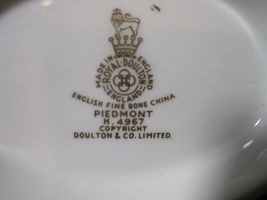 MADE IN ENGLAND
ROYAL DOULTON
ENGLAND
ENGLISH FINE BONE CHINA
PIEDMONT
H. 4967
COPYRIGHT
DOULTON & CO. LIMITED.